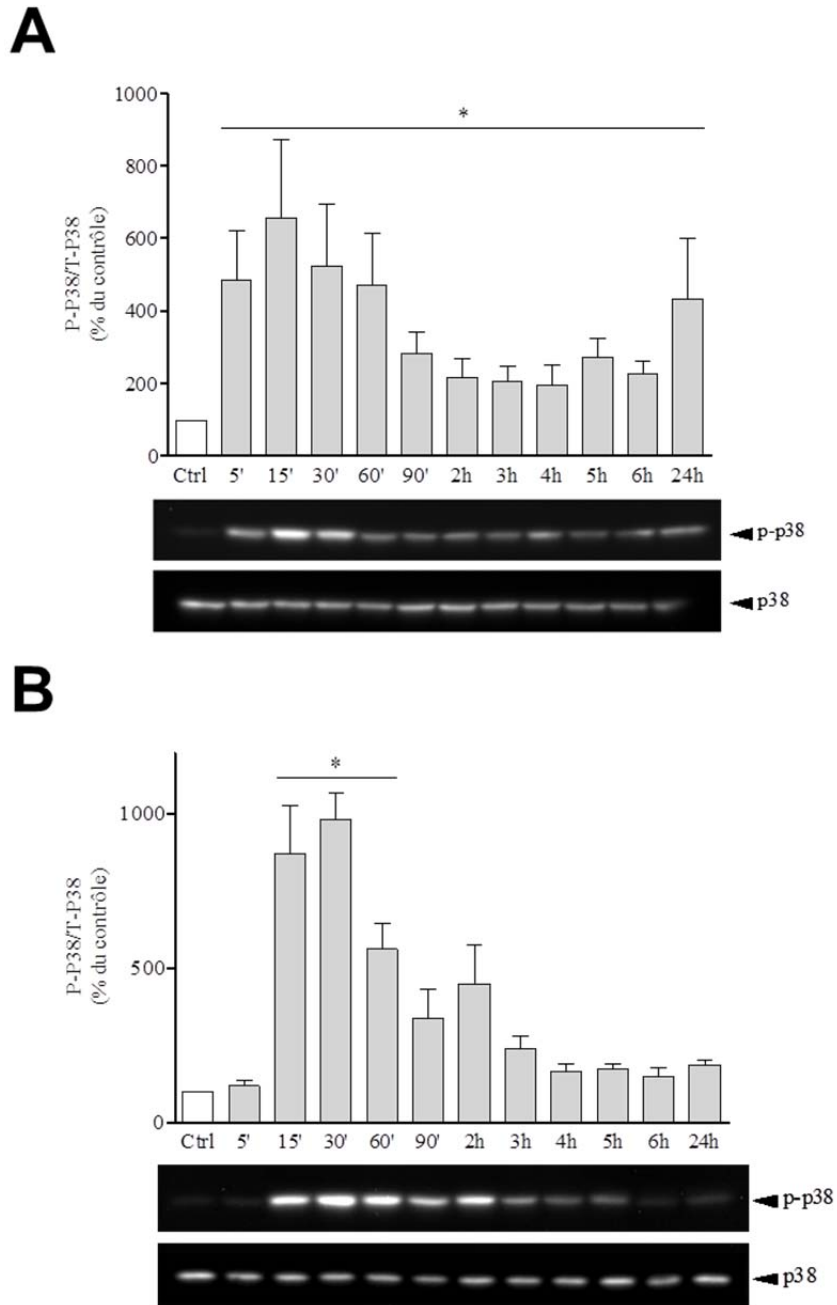 A
1000
*
800
600
400
200
0
P-P38/T-P38
(% du contrôle)
Ctrl 5' 15' 30' 60' 90' 2h 3h 4h 5h 6h 24h
p-p38
p38
B
*
1000
500
0
P-P38/T-P38
(% du contrôle)
Ctrl 5' 15' 30' 60' 90' 2h 3h 4h 5h 6h 24h
p-p38
p38